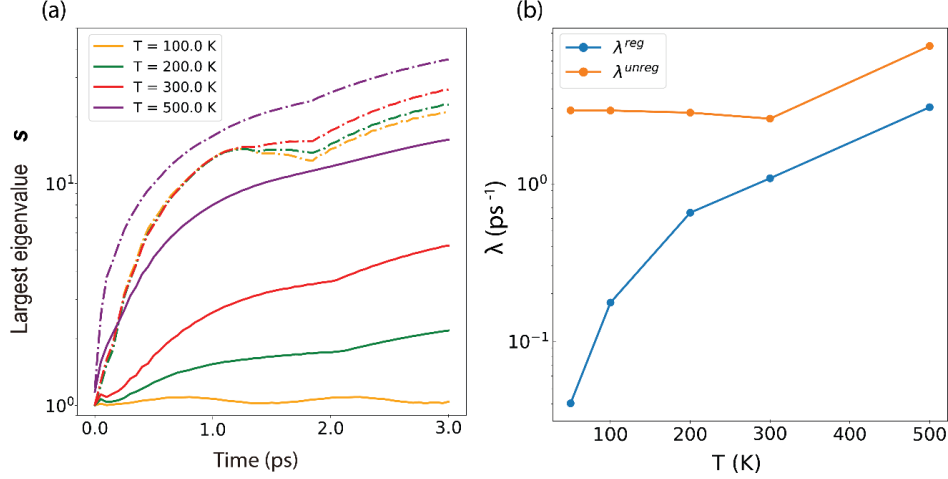 (a)
T = 100.0 K
T = 200.0 K
T = 300.0 K
T = 500.0 K
Largest eigenvalue s
10¹
10⁰
0.0 1.0 2.0 3.0
Time (ps)
(b)
λ^reg
λ^unreg
λ (ps⁻¹)
10⁰
10⁻¹
100 200 300 400 500
T (K)